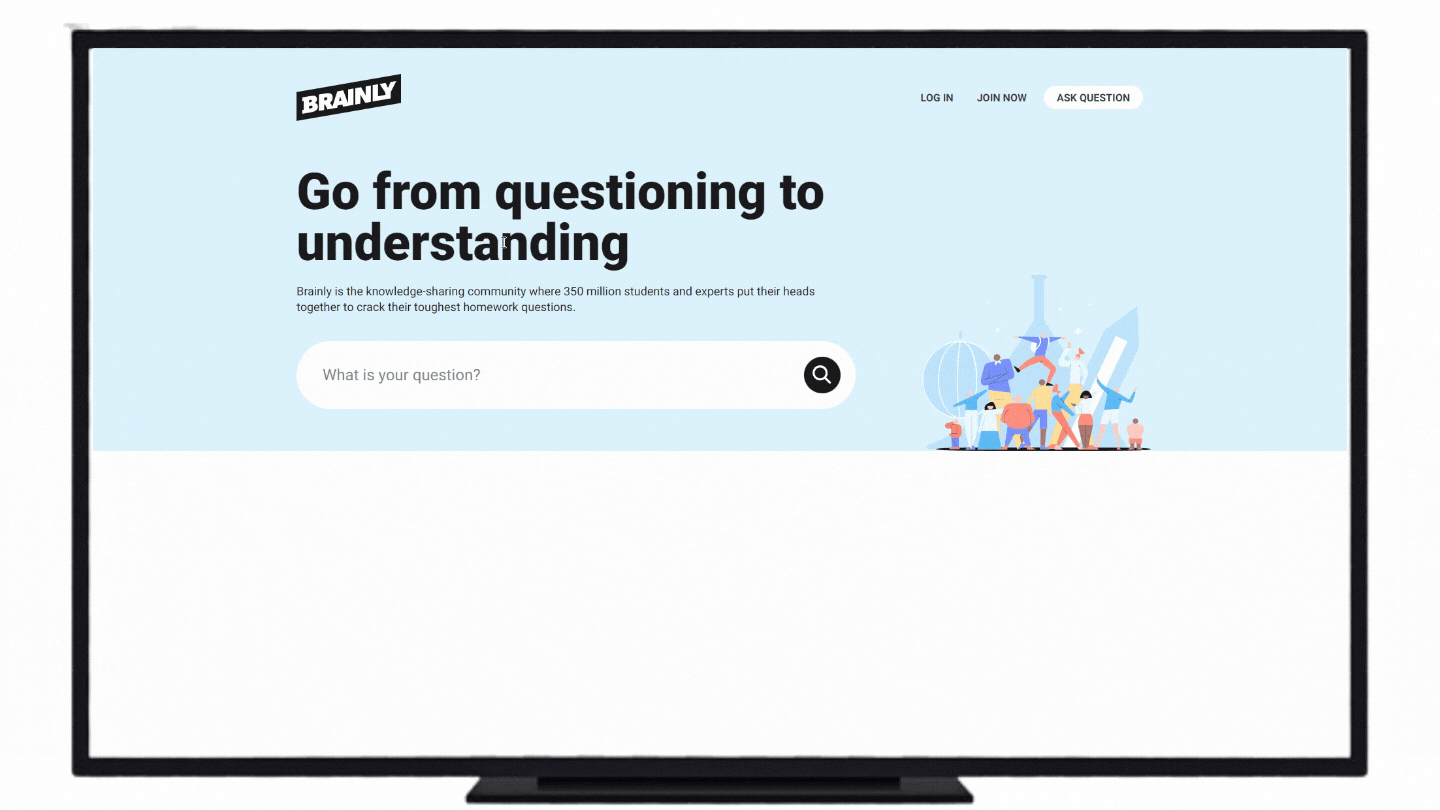 BRAINLY
LOG IN
JOIN NOW
ASK QUESTION
Go from questioning to
understanding
Brainly is the knowledge-sharing community where 350 million students and experts put their heads
together to crack their toughest homework questions.
What is your question?